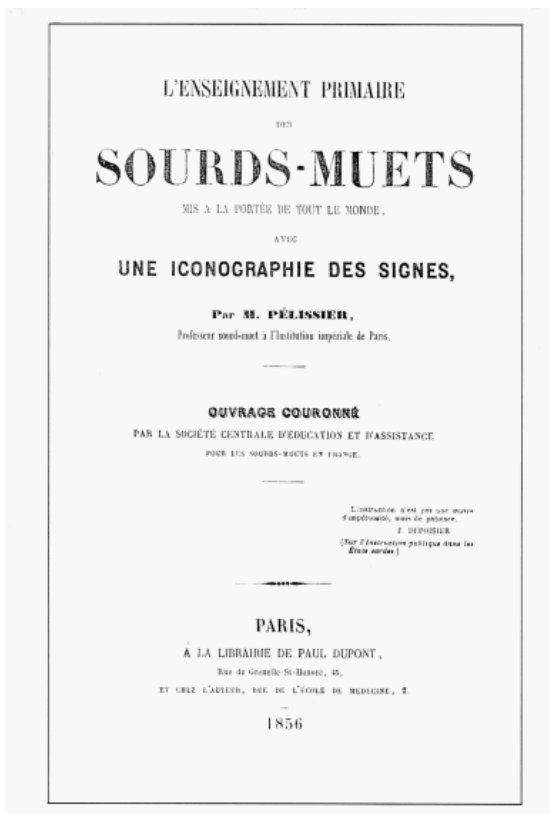 L'ENSEIGNEMENT PRIMAIRE
DES
SOURDS-MUETS
MIS A LA PORTÉE DE TOUT LE MONDE,
AVEC
UNE ICONOGRAPHIE DES SIGNES,
Par M. PÉLISSIER,
Professeur sourd-muet à l'Institution impériale de Paris.
OUVRAGE COURONNÉ
PAR LA SOCIÉTÉ CENTRALE D'ÉDUCATION ET D'ASSISTANCE
POUR LES SOURDS-MUETS EN FRANCE.
L'instruction n'est pas une œuvre
d'impétuosité, mais de patience.
J. DEPOISIER
(Sur l'Instruction publique dans les
États sardes.)
PARIS,
À LA LIBRAIRIE DE PAUL DUPONT,
Rue de Grenelle-St-Honoré, 45,
ET CHEZ L'AUTEUR, RUE DE L'ÉCOLE DE MEDECINE, 2.
1856